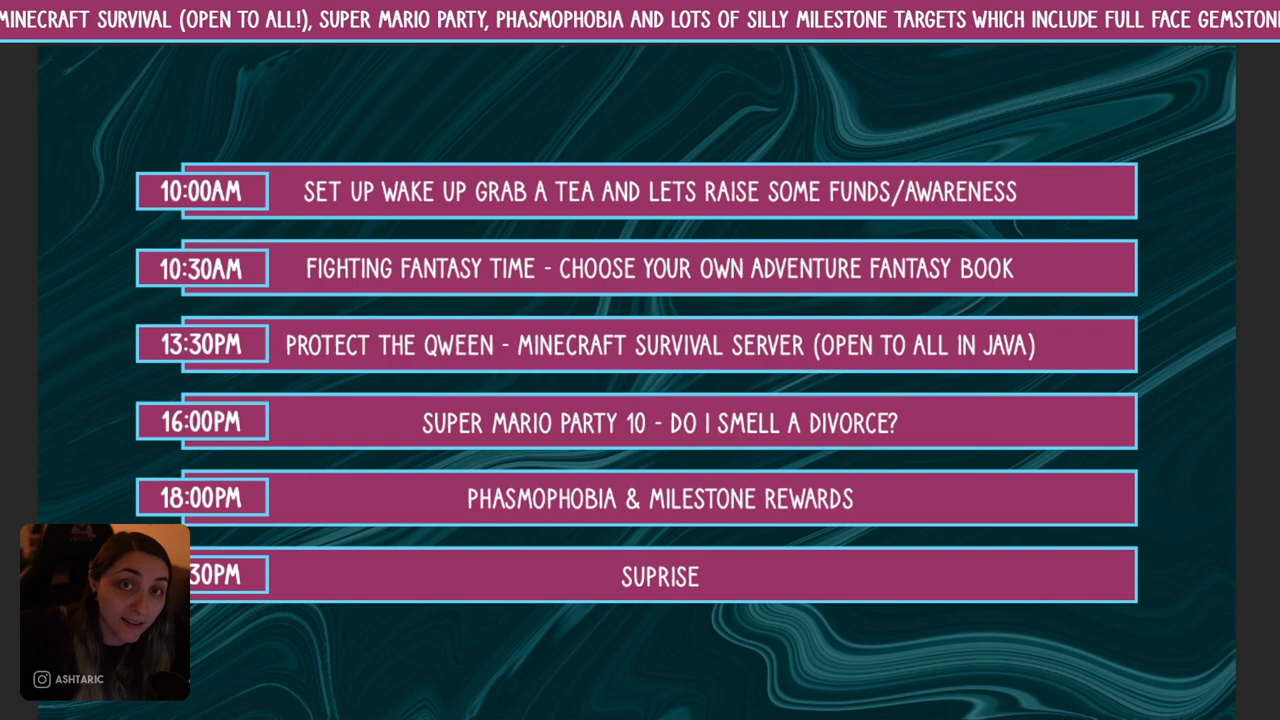 MINECRAFT SURVIVAL (OPEN TO ALL!), SUPER MARIO PARTY, PHASMOPHOBIA AND LOTS OF SILLY MILESTONE TARGETS WHICH INCLUDE FULL FACE GEMSTON
10:00AM SET UP WAKE UP GRAB A TEA AND LETS RAISE SOME FUNDS/AWARENESS
10:30AM FIGHTING FANTASY TIME - CHOOSE YOUR OWN ADVENTURE FANTASY BOOK
13:30PM PROTECT THE QWEEN - MINECRAFT SURVIVAL SERVER (OPEN TO ALL IN JAVA)
16:00PM SUPER MARIO PARTY 10 - DO I SMELL A DIVORCE?
18:00PM PHASMOPHOBIA & MILESTONE REWARDS
30PM SUPRISE
ASHTARIC